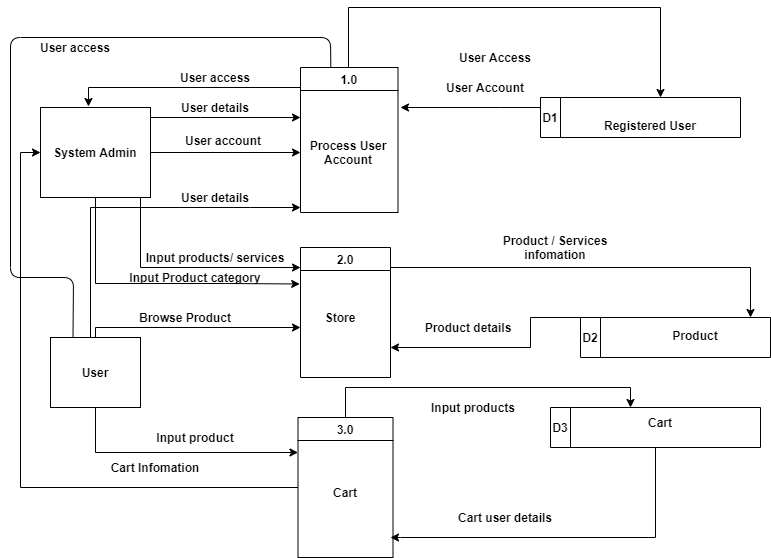 User access
User Access
User access
1.0
User Account
User details
D1
Registered User
User account
System Admin
Process User
Account
User details
Product / Services
infomation
Input products/ services
2.0
Input Product category
Browse Product
Store
Product details
D2
Product
User
Input products
Cart
D3
3.0
Input product
Cart Infomation
Cart
Cart user details